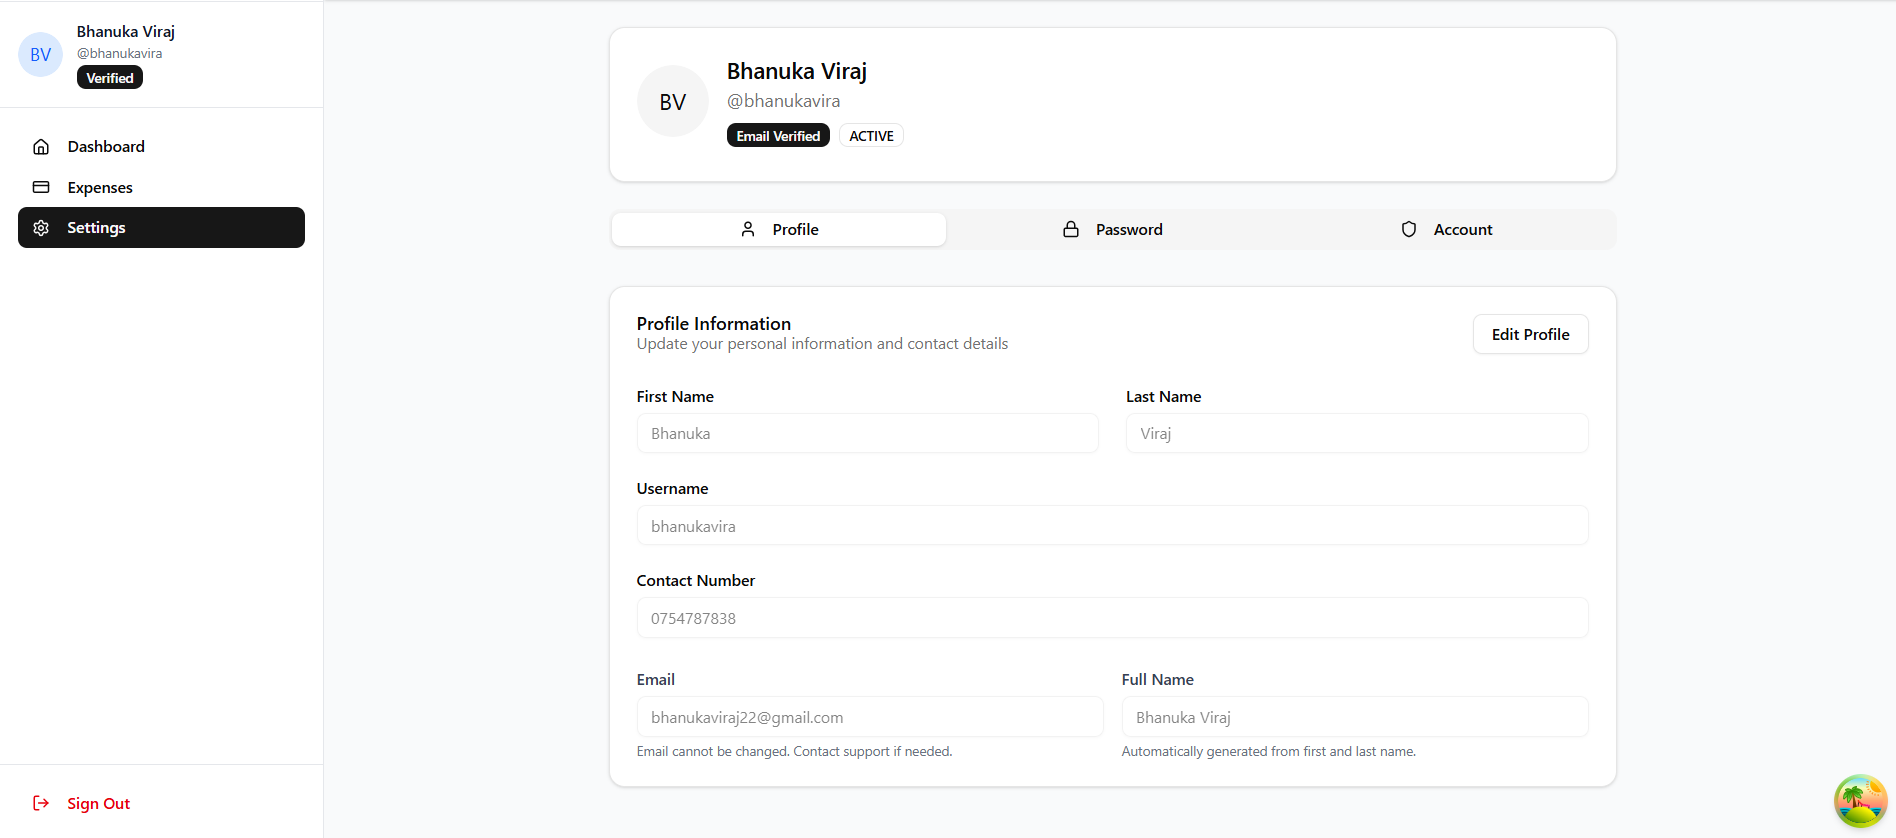 BV
Bhanuka Viraj
@bhanukavira
Verified
Dashboard
Expenses
Settings
Sign Out
BV
Bhanuka Viraj
@bhanukavira
Email Verified ACTIVE
Profile Password Account
Profile Information
Update your personal information and contact details
Edit Profile
First Name Last Name
Bhanuka Viraj
Username
bhanukavira
Contact Number
0754787838
Email Full Name
bhanukaviraj22@gmail.com Bhanuka Viraj
Email cannot be changed. Contact support if needed. Automatically generated from first and last name.